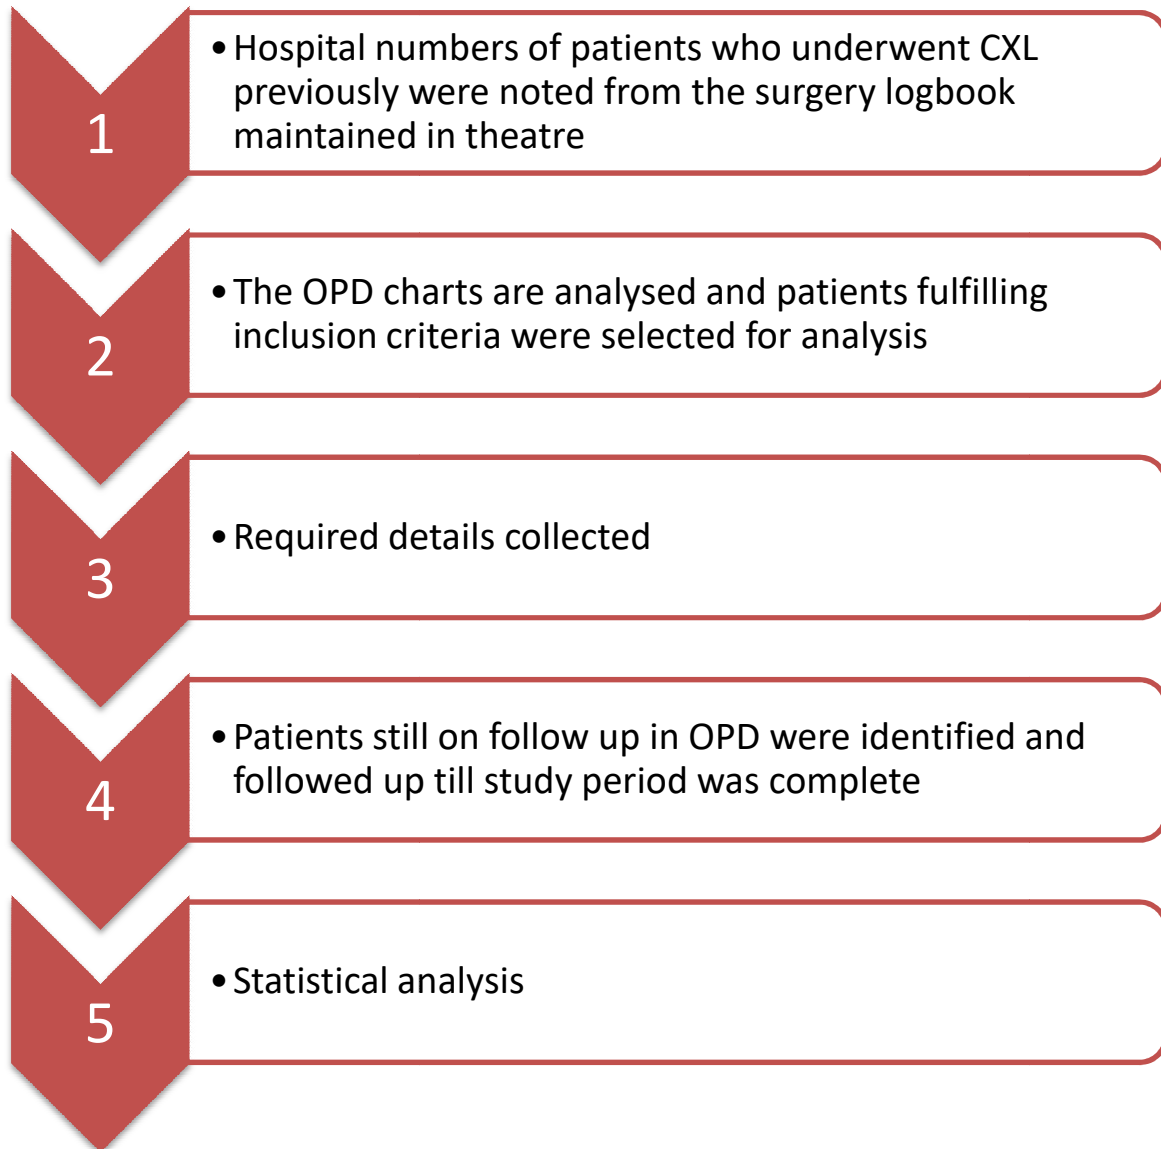 1
• Hospital numbers of patients who underwent CXL
previously were noted from the surgery logbook
maintained in theatre
2
• The OPD charts are analysed and patients fulfilling
inclusion criteria were selected for analysis
3
• Required details collected
4
• Patients still on follow up in OPD were identified and
followed up till study period was complete
5
• Statistical analysis